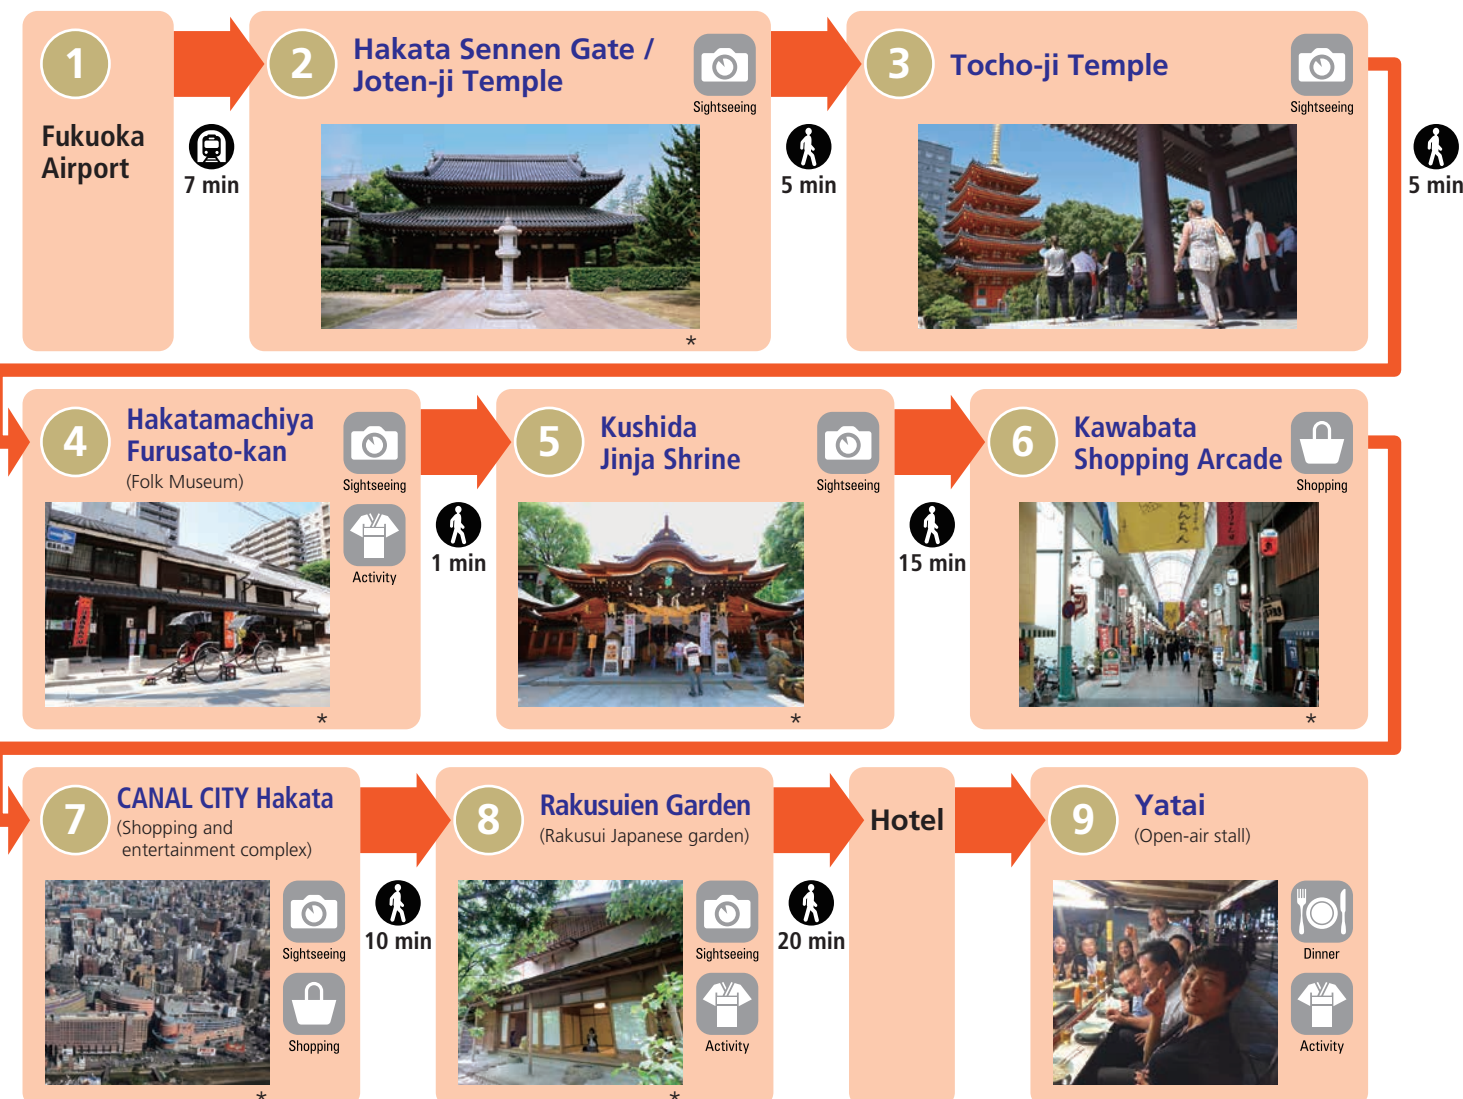 1
Fukuoka
Airport
7 min
2
Hakata Sennen Gate /
Joten-ji Temple
Sightseeing
*
5 min
3
Tocho-ji Temple
Sightseeing
5 min
4
Hakatamachiya
Furusato-kan
(Folk Museum)
Sightseeing
Activity
*
1 min
5
Kushida
Jinja Shrine
Sightseeing
*
15 min
6
Kawabata
Shopping Arcade
Shopping
*
7
CANAL CITY Hakata
(Shopping and
entertainment complex)
Sightseeing
Shopping
*
10 min
8
Rakusuien Garden
(Rakusui Japanese garden)
Sightseeing
Activity
*
20 min
Hotel
9
Yatai
(Open-air stall)
Dinner
Activity